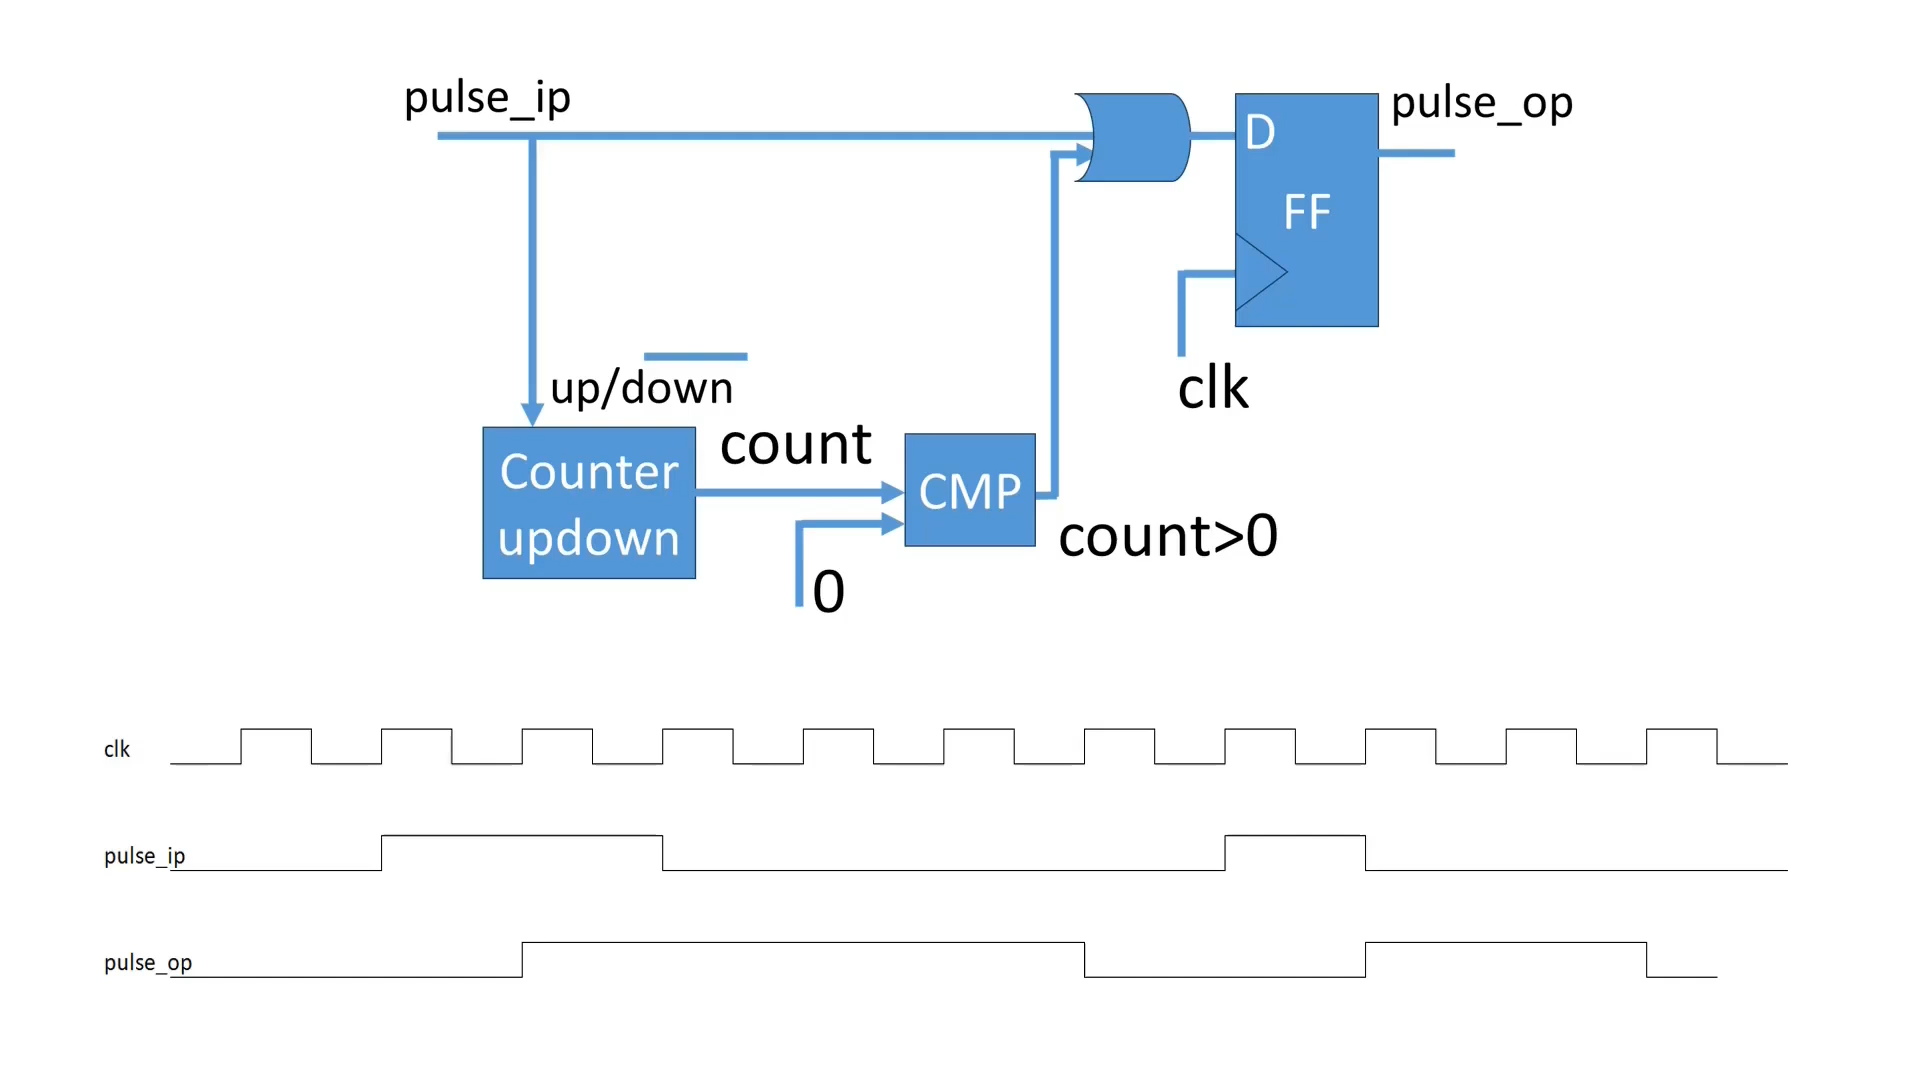 pulse_ip
pulse_op
D
FF
clk
up/down
count
Counter
updown
CMP
count>0
0
clk
pulse_ip
pulse_op